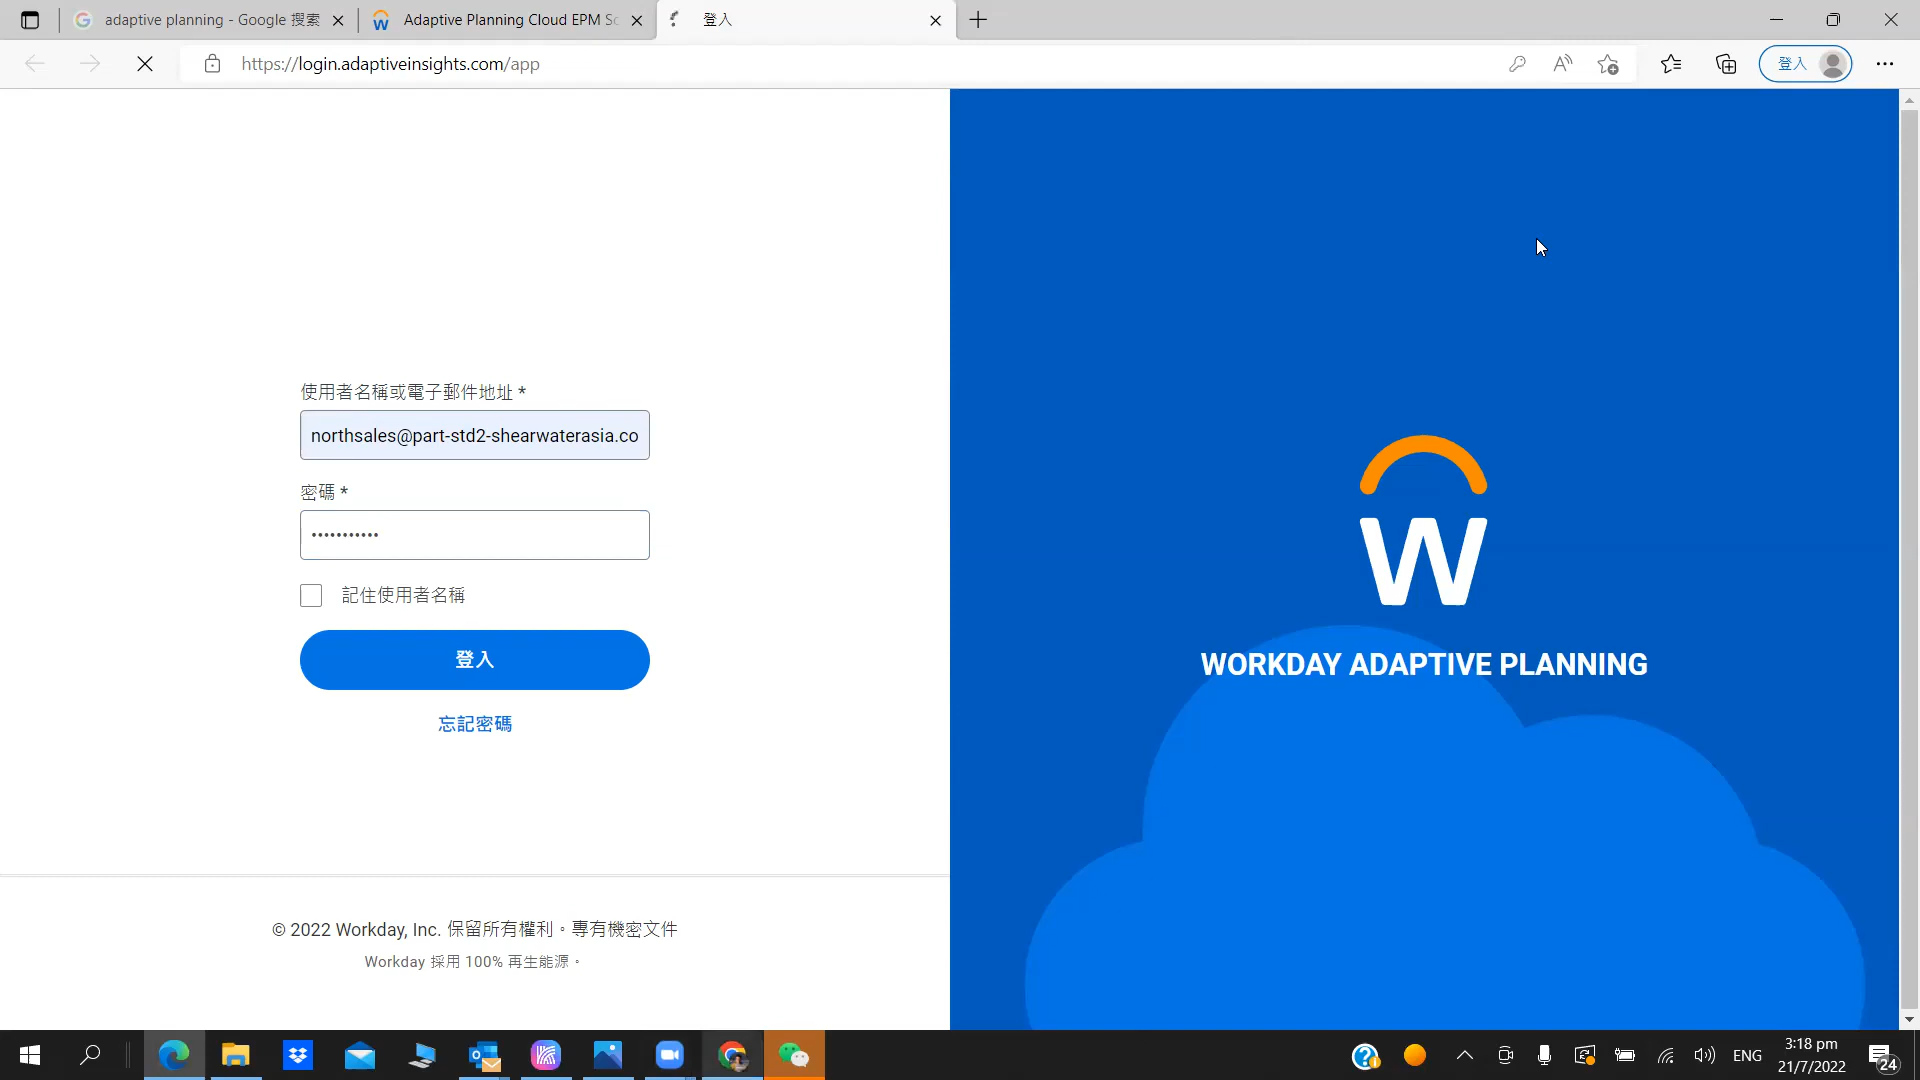 adaptive planning - Google 搜索
Adaptive Planning Cloud EPM So
登入
https://login.adaptiveinsights.com/app
登入
使用者名稱或電子郵件地址 *
northsales@part-std2-shearwaterasia.co
密碼 *
•••••••••••
記住使用者名稱
登入
忘記密碼
W
WORKDAY ADAPTIVE PLANNING
© 2022 Workday, Inc. 保留所有權利。專有機密文件
Workday 採用 100% 再生能源。
ENG
3:18 pm
21/7/2022
24